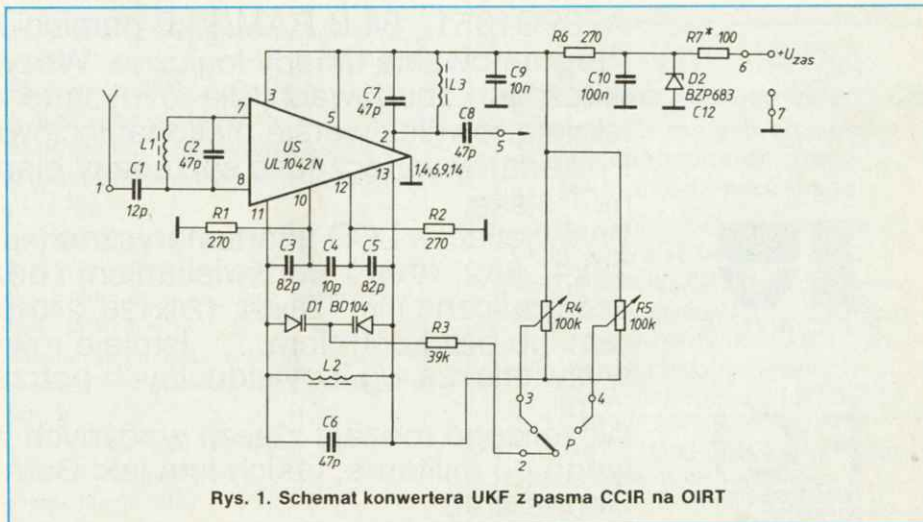 R6 270
R7* 100
6
+Uzas
D2
BZP683
C12
7
C10
100n
C9
10n
L3
C7
47p
C8
47p
5
3
5
2
7
8
US
UL1042N
11
10
12
13
1,4,6,9,14
L1
C2
47p
1
C1
12p
R1
270
R2
270
C3
82p
C4
10p
C5
82p
D1 BD104
R3
39k
L2
C6
47p
R4
100k
R5
100k
3
4
P
2
Rys. 1. Schemat konwertera UKF z pasma CCIR na OIRT